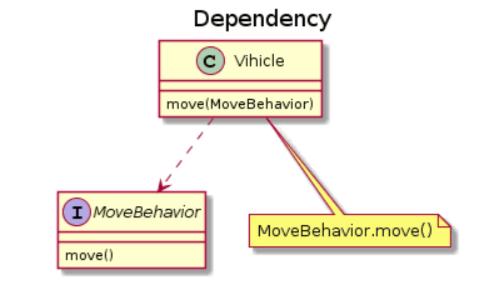 Dependency
C Vihicle
move(MoveBehavior)
I MoveBehavior
move()
MoveBehavior.move()